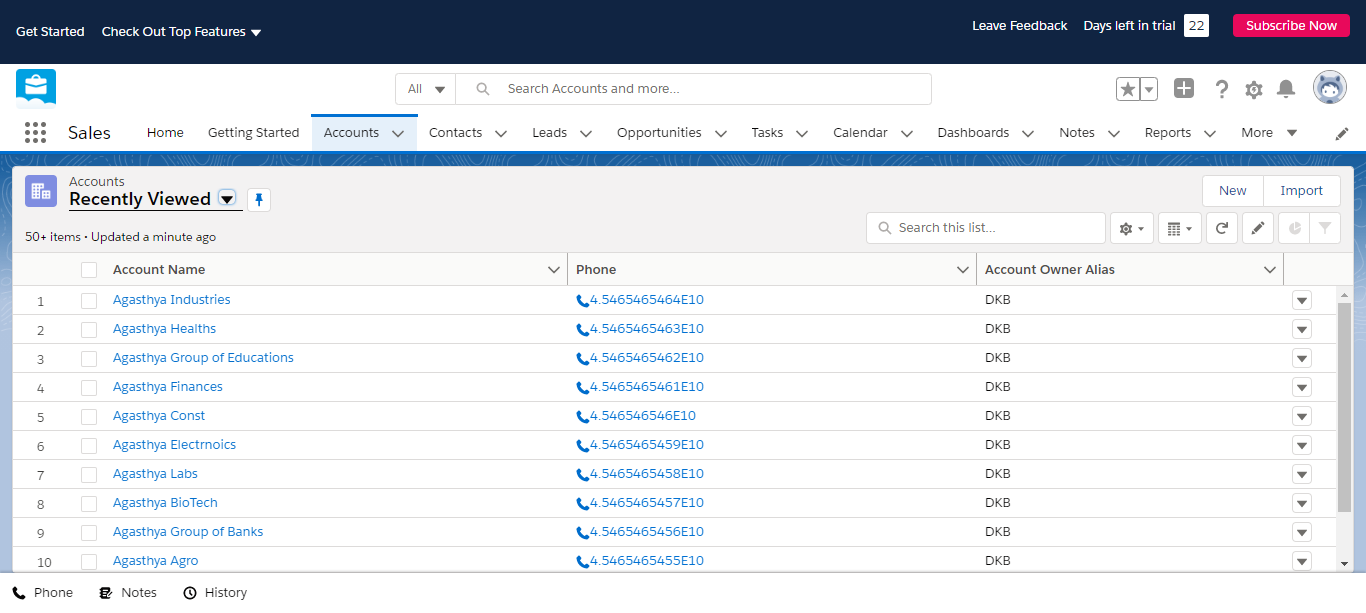 Get Started Check Out Top Features Leave Feedback Days left in trial 22 Subscribe Now
All Search Accounts and more...
Sales Home Getting Started Accounts Contacts Leads Opportunities Tasks Calendar Dashboards Notes Reports More
Accounts
Recently Viewed New Import
50+ items • Updated a minute ago Search this list...
Account Name Phone Account Owner Alias
1 Agasthya Industries 4.5465465464E10 DKB
2 Agasthya Healths 4.5465465463E10 DKB
3 Agasthya Group of Educations 4.5465465462E10 DKB
4 Agasthya Finances 4.5465465461E10 DKB
5 Agasthya Const 4.546546546E10 DKB
6 Agasthya Electrnoics 4.5465465459E10 DKB
7 Agasthya Labs 4.5465465458E10 DKB
8 Agasthya BioTech 4.5465465457E10 DKB
9 Agasthya Group of Banks 4.5465465456E10 DKB
10 Agasthya Agro 4.5465465455E10 DKB
Phone Notes History